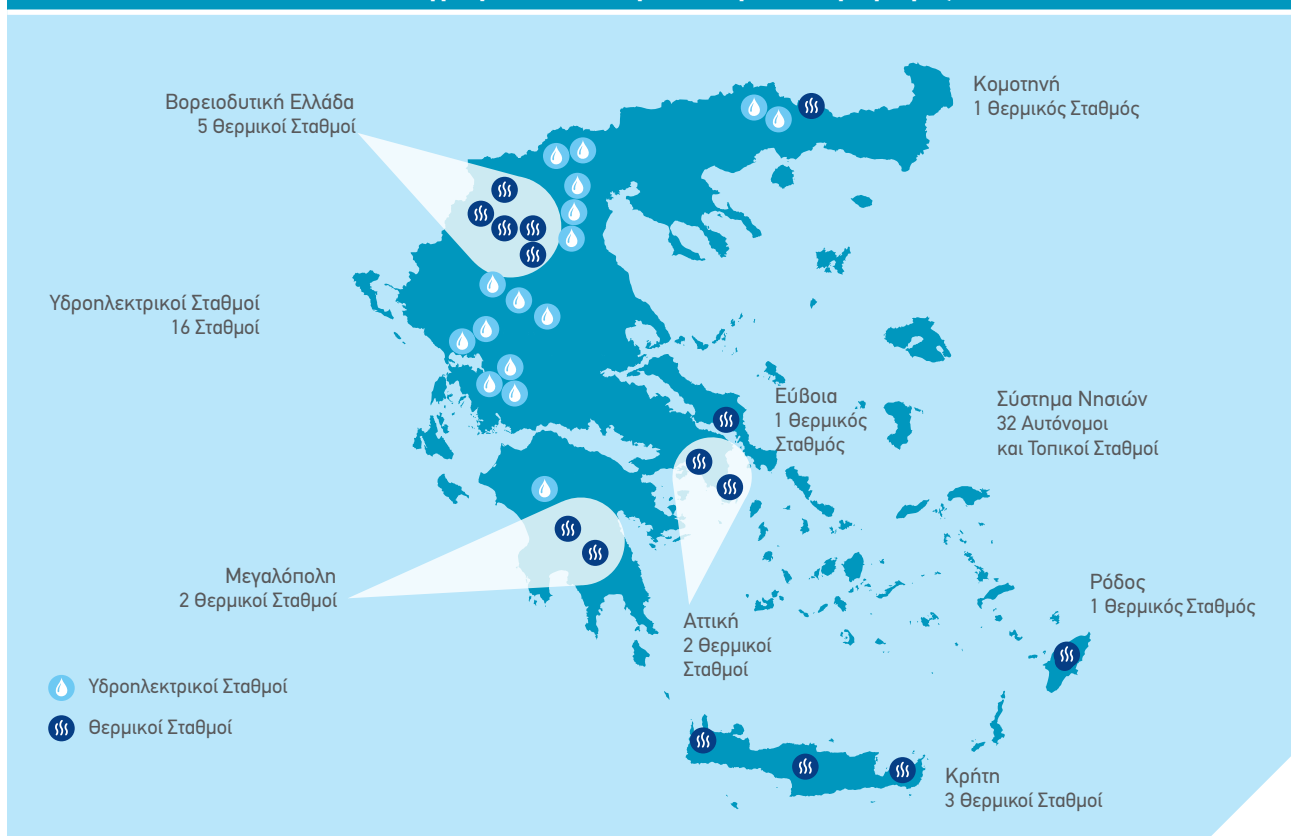 Βορειοδυτική Ελλάδα
5 Θερμικοί Σταθμοί
Κομοτηνή
1 Θερμικός Σταθμός
Υδροηλεκτρικοί Σταθμοί
16 Σταθμοί
Εύβοια
1 Θερμικός
Σταθμός
Σύστημα Νησιών
32 Αυτόνομοι
και Τοπικοί Σταθμοί
Μεγαλόπολη
2 Θερμικοί Σταθμοί
Αττική
2 Θερμικοί
Σταθμοί
Ρόδος
1 Θερμικός Σταθμός
Υδροηλεκτρικοί Σταθμοί
Θερμικοί Σταθμοί
Κρήτη
3 Θερμικοί Σταθμοί